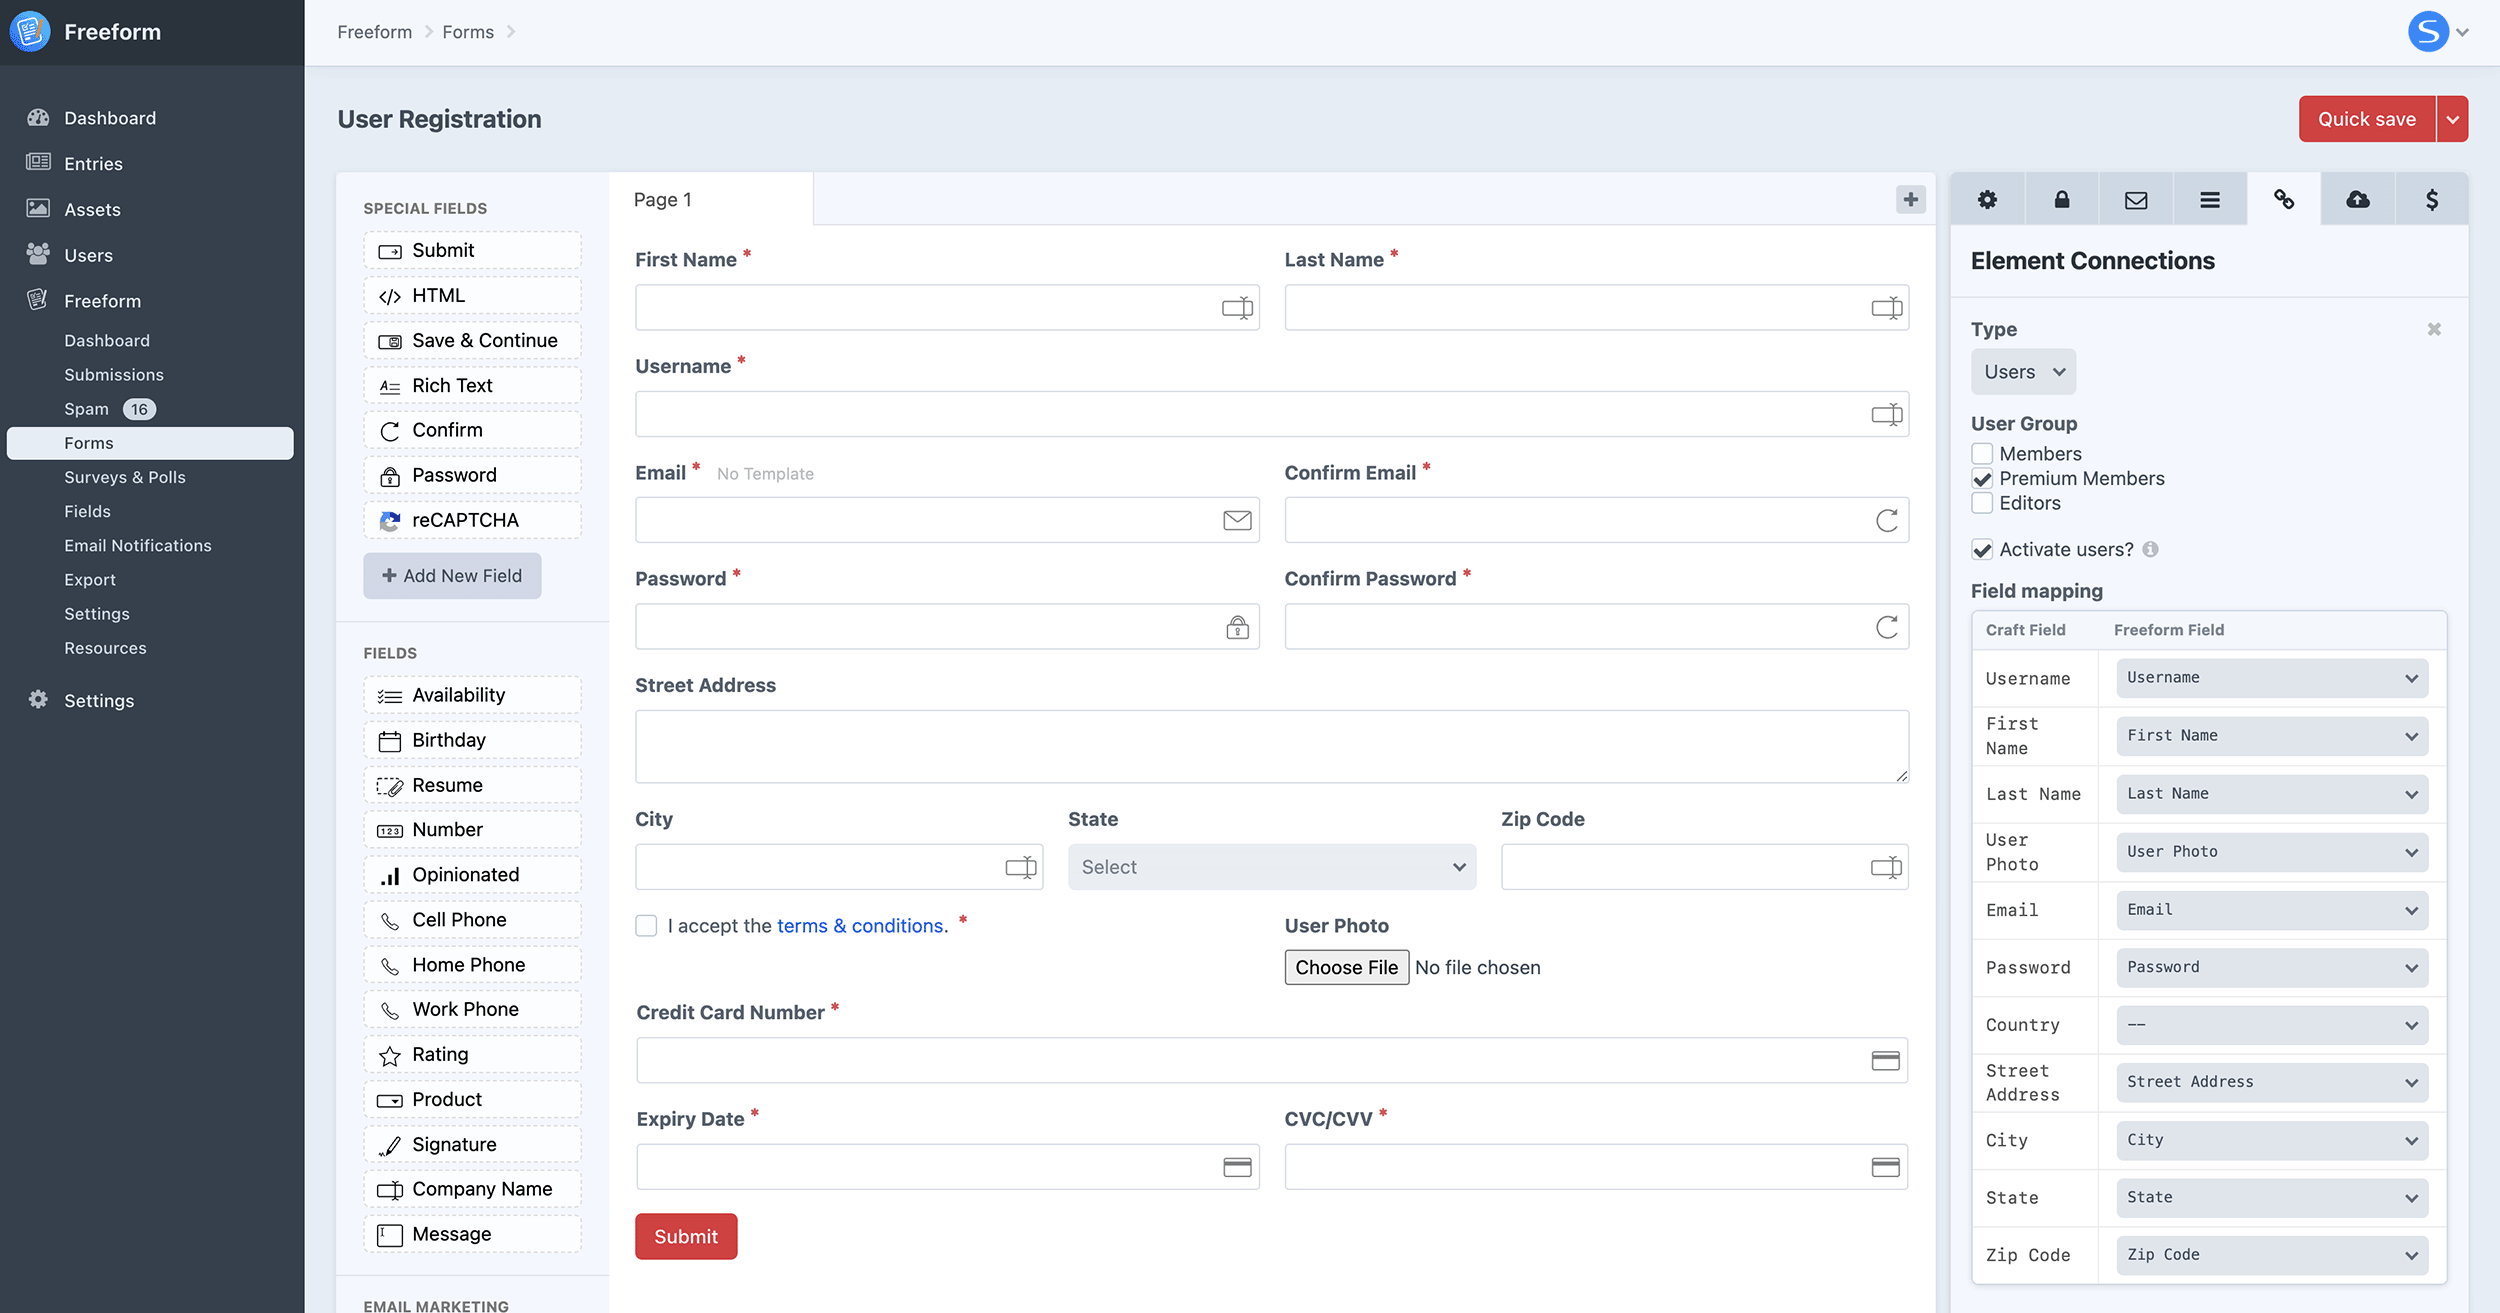 Freeform
Freeform
Forms
S
Dashboard
Entries
Assets
Users
Freeform
Dashboard
Submissions
Spam 16
Forms
Surveys & Polls
Fields
Email Notifications
Export
Settings
Resources
Settings
User Registration
Quick save
SPECIAL FIELDS
Submit
HTML
Save & Continue
Rich Text
Confirm
Password
reCAPTCHA
+ Add New Field
FIELDS
Availability
Birthday
Resume
Number
Opinionated
Cell Phone
Home Phone
Work Phone
Rating
Product
Signature
Company Name
Message
EMAIL MARKETING
Page 1
First Name *
Last Name *
Username *
Email * No Template
Confirm Email *
Password *
Confirm Password *
Street Address
City
State
Zip Code
Select
I accept the terms & conditions. *
User Photo
Choose File No file chosen
Credit Card Number *
Expiry Date *
CVC/CVV *
Submit
Element Connections
Type
Users
User Group
Members
Premium Members
Editors
Activate users?
Field mapping
Craft Field Freeform Field
Username Username
First
Name
First Name
Last Name Last Name
User
Photo
User Photo
Email Email
Password Password
Country --
Street
Address
Street Address
City City
State State
Zip Code Zip Code